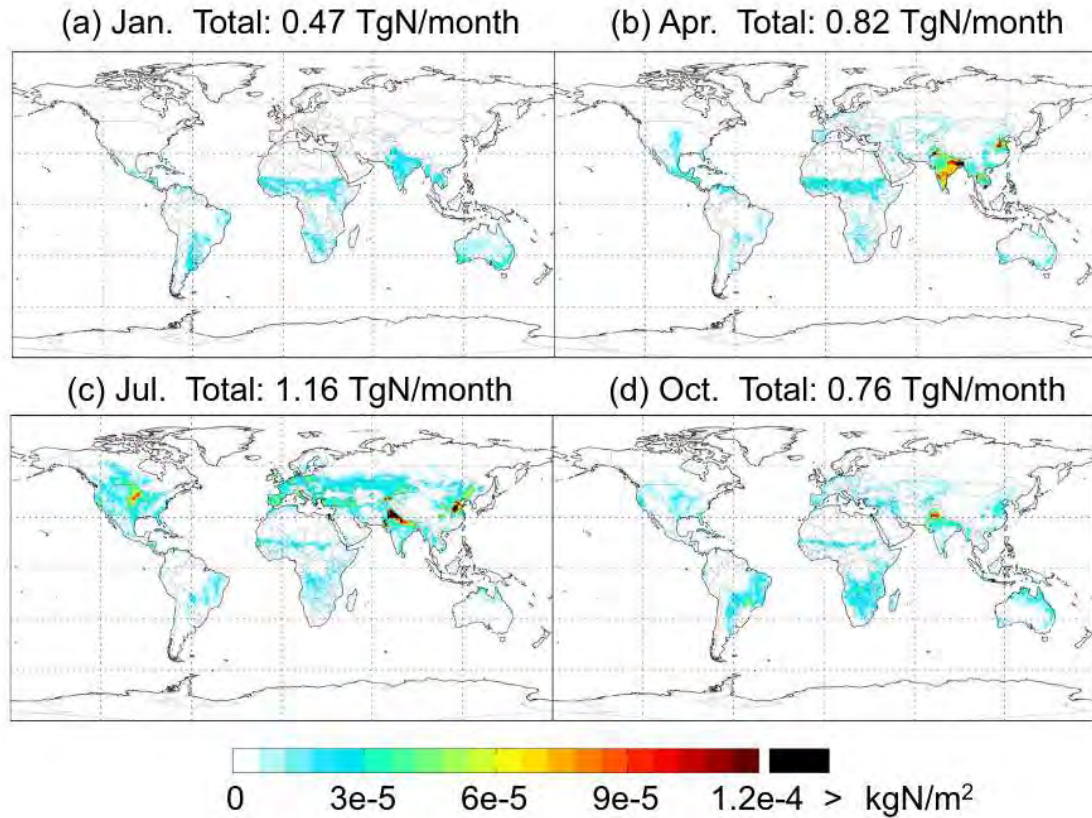 (a) Jan. Total: 0.47 TgN/month
(b) Apr. Total: 0.82 TgN/month
(c) Jul. Total: 1.16 TgN/month
(d) Oct. Total: 0.76 TgN/month
0 3e-5 6e-5 9e-5 1.2e-4 > kgN/m²